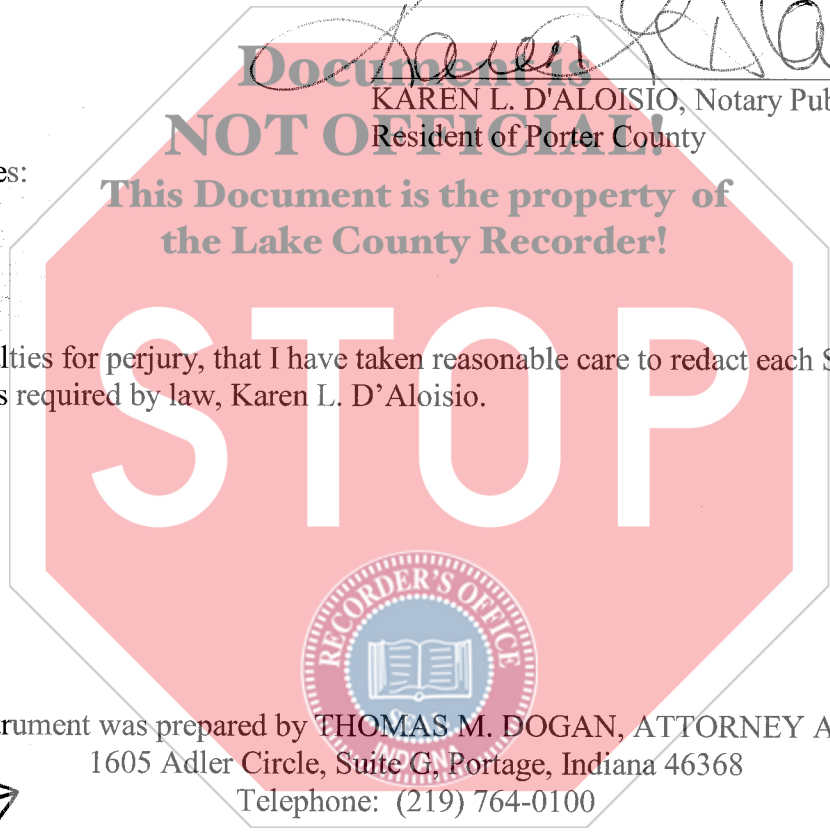 Document is
KAREN L. D'ALOISIO, Notary Pub
NOT OFFICIAL!
Resident of Porter County
es:
This Document is the property of
the Lake County Recorder!
STOP
lties for perjury, that I have taken reasonable care to redact each S
s required by law, Karen L. D'Aloisio.
RECORDER'S OFFICE
SEAL
INDIANA
trument was prepared by THOMAS M. DOGAN, ATTORNEY A
1605 Adler Circle, Suite G, Portage, Indiana 46368
Telephone: (219) 764-0100